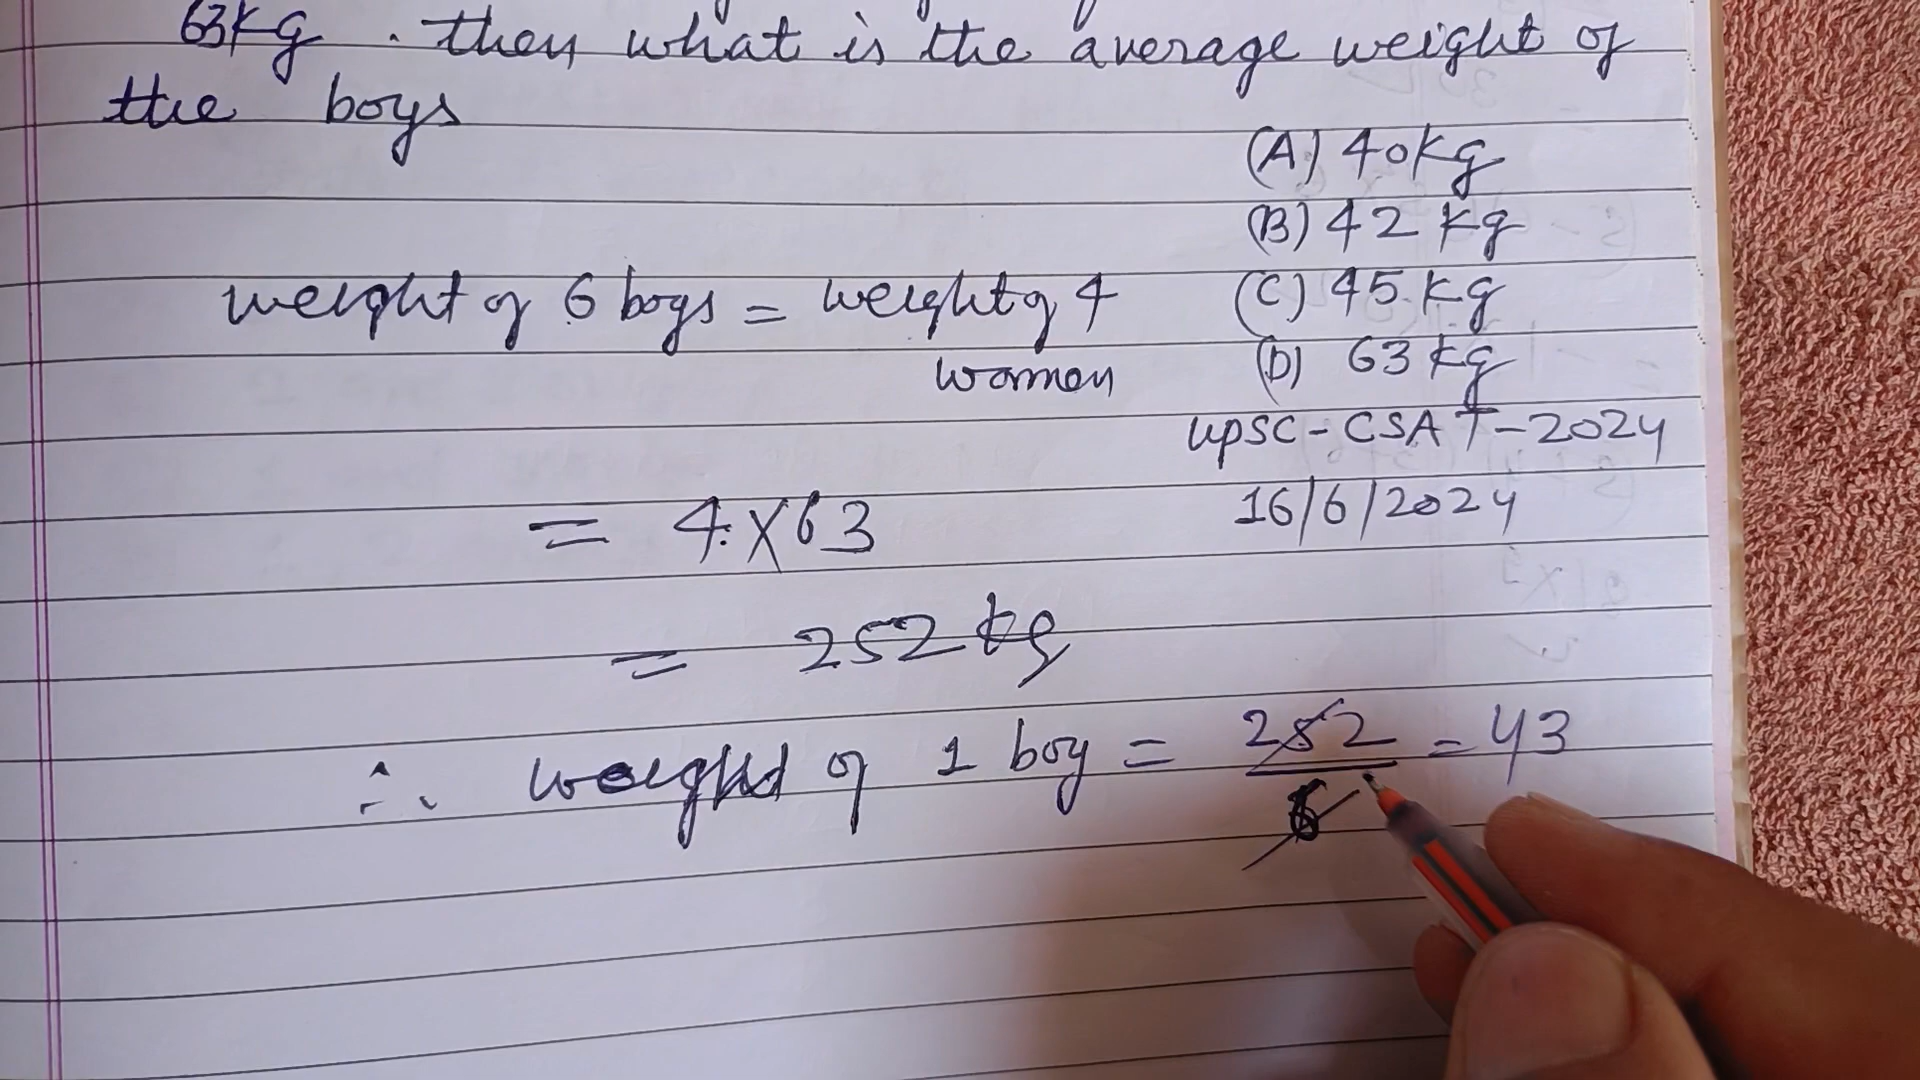 63kg . then what is the average weight of
the boys
(A) 40kg
(B) 42 kg
weight of 6 boys = weight of 4
women
(C) 45 kg
(D) 63 kg
UPSC - CSAT - 2024
16/6/2024
= 4 X 63
= 252 kg
∴ weight of 1 boy = 252/6 = 43